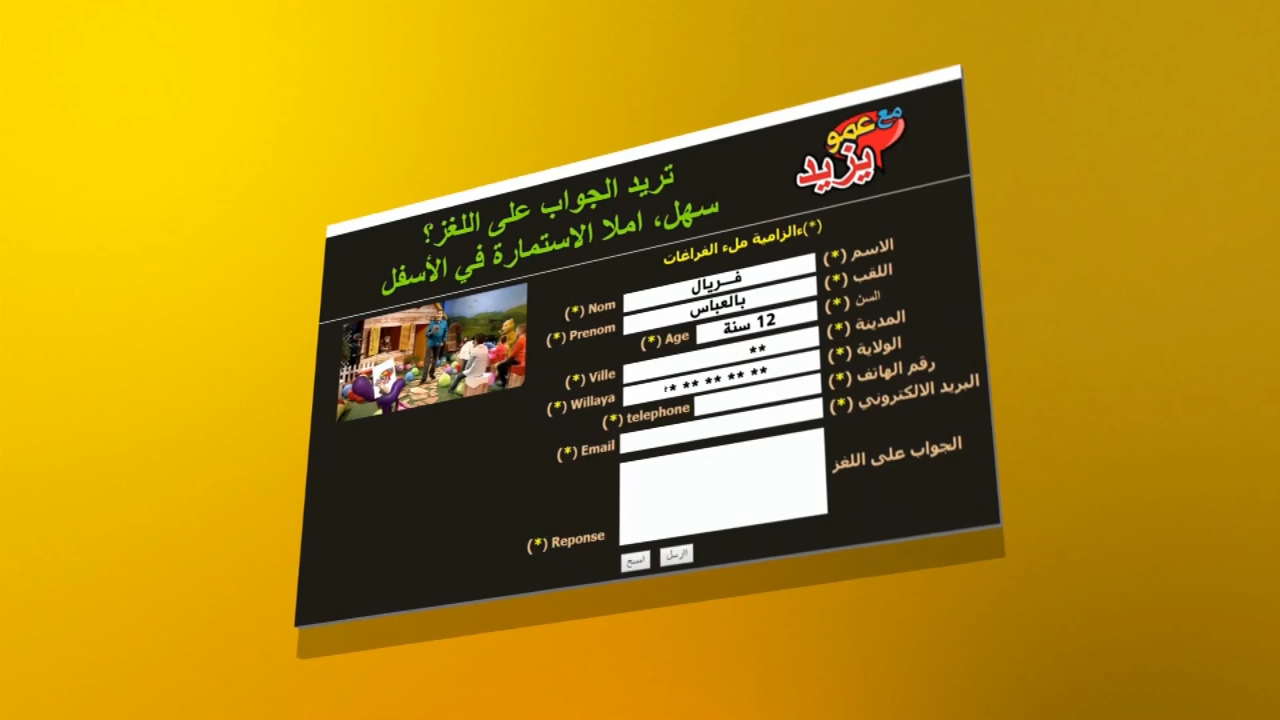 مع عمو
يزيد
تريد الجواب على اللغز؟
سهل، املا الاستمارة في الأسفل
(*)ءالزامية ملء الفراغات
الاسم (*) فـريال Nom (*)
اللقب (*) بالعباس Prenom (*)
السن (*) 12 سنة Age (*)
المدينة (*) ** Ville (*)
الولاية (*) ** ** ** ** ** Willaya (*)
رقم الهاتف (*) telephone (*)
البريد الالكتروني (*) Email (*)
الجواب على اللغز
Reponse (*)
ارسل امسح